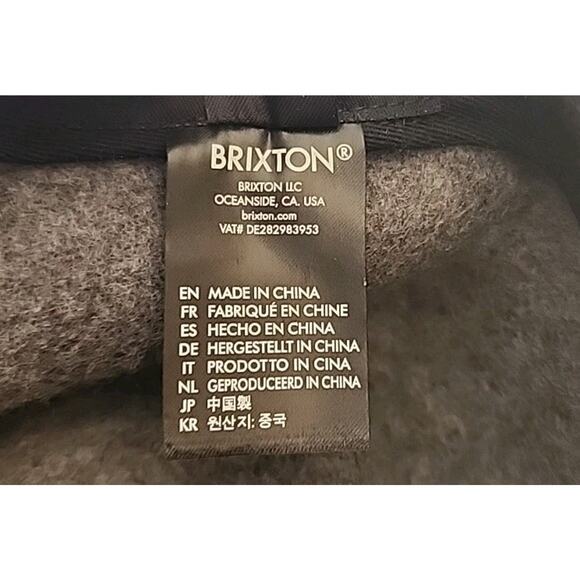 BRIXTON®
BRIXTON LLC
OCEANSIDE, CA. USA
brixton.com
VAT# DE282983953
EN MADE IN CHINA
FR FABRIQUÉ EN CHINE
ES HECHO EN CHINA
DE HERGESTELLT IN CHINA
IT PRODOTTO IN CINA
NL GEPRODUCEERD IN CHINA
JP 中国製
KR 원산지: 중국